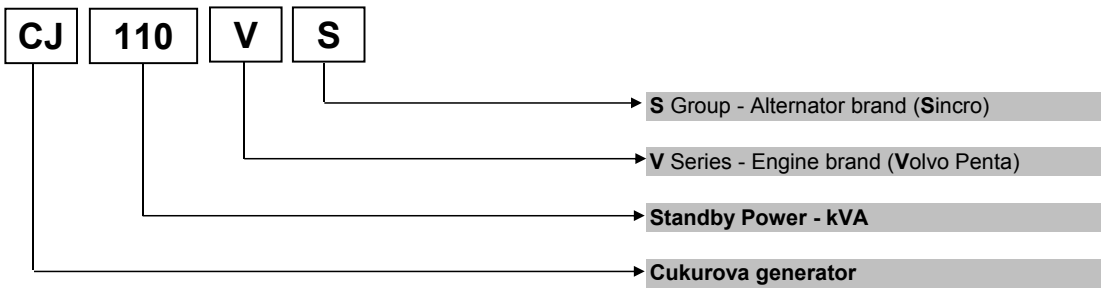 CJ 110 V S
S Group - Alternator brand (Sincro)
V Series - Engine brand (Volvo Penta)
Standby Power - kVA
Cukurova generator